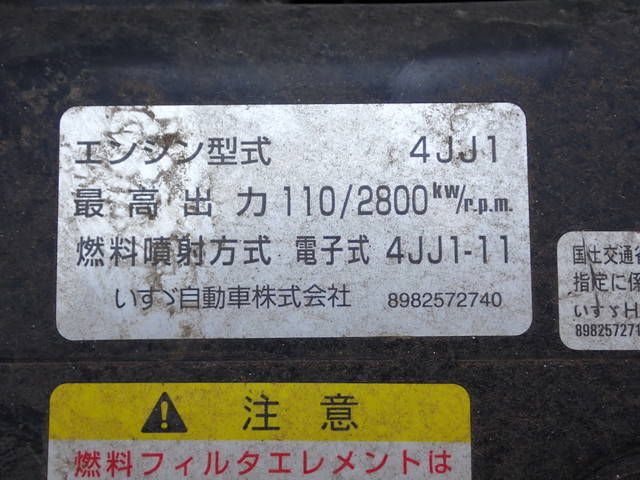 エンジン型式 4JJ1
最高出力 110/2800kW/r.p.m.
燃料噴射方式 電子式 4JJ1-11
いすゞ自動車株式会社 8982572740
国土交通省
指定に係
いすゞH
898257271
注意
燃料フィルタエレメントは